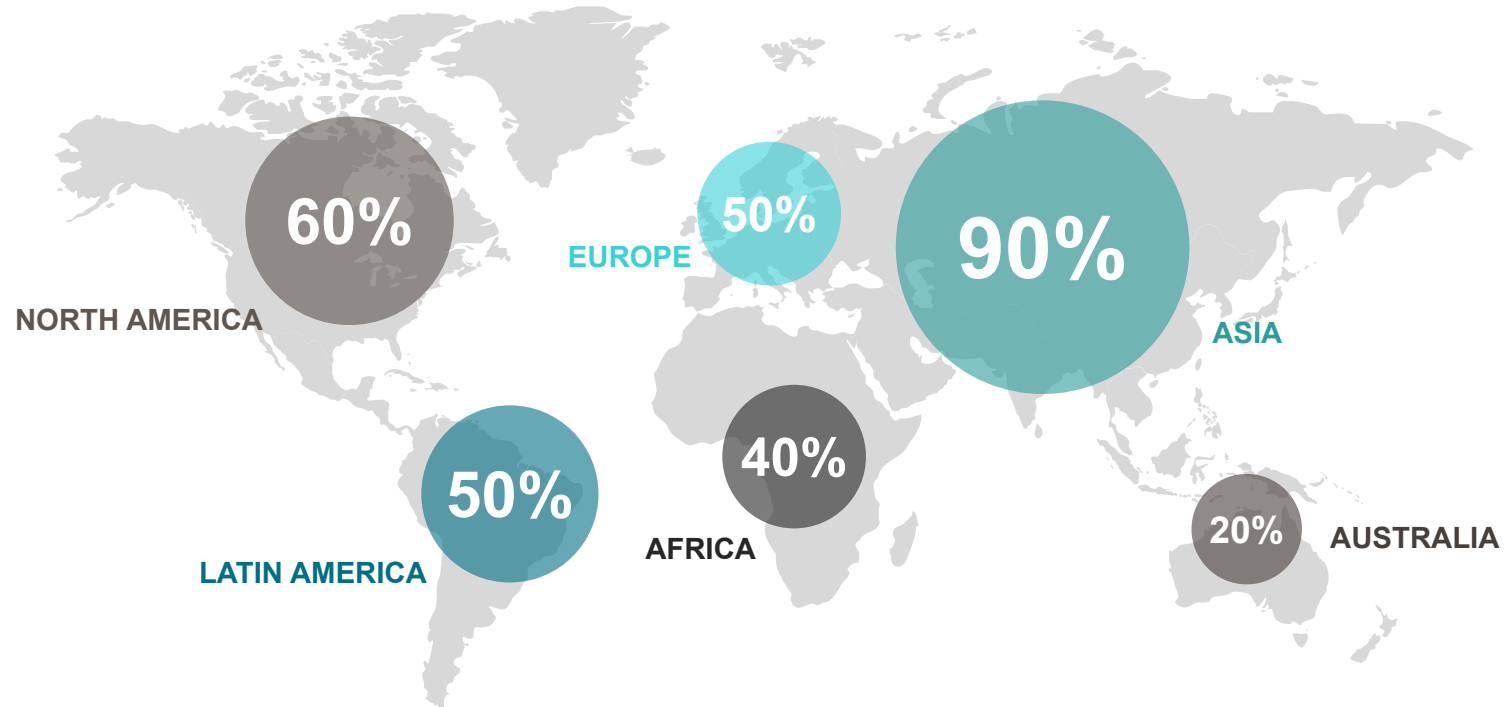 60%
NORTH AMERICA
50%
EUROPE
90%
ASIA
50%
LATIN AMERICA
40%
AFRICA
20%
AUSTRALIA